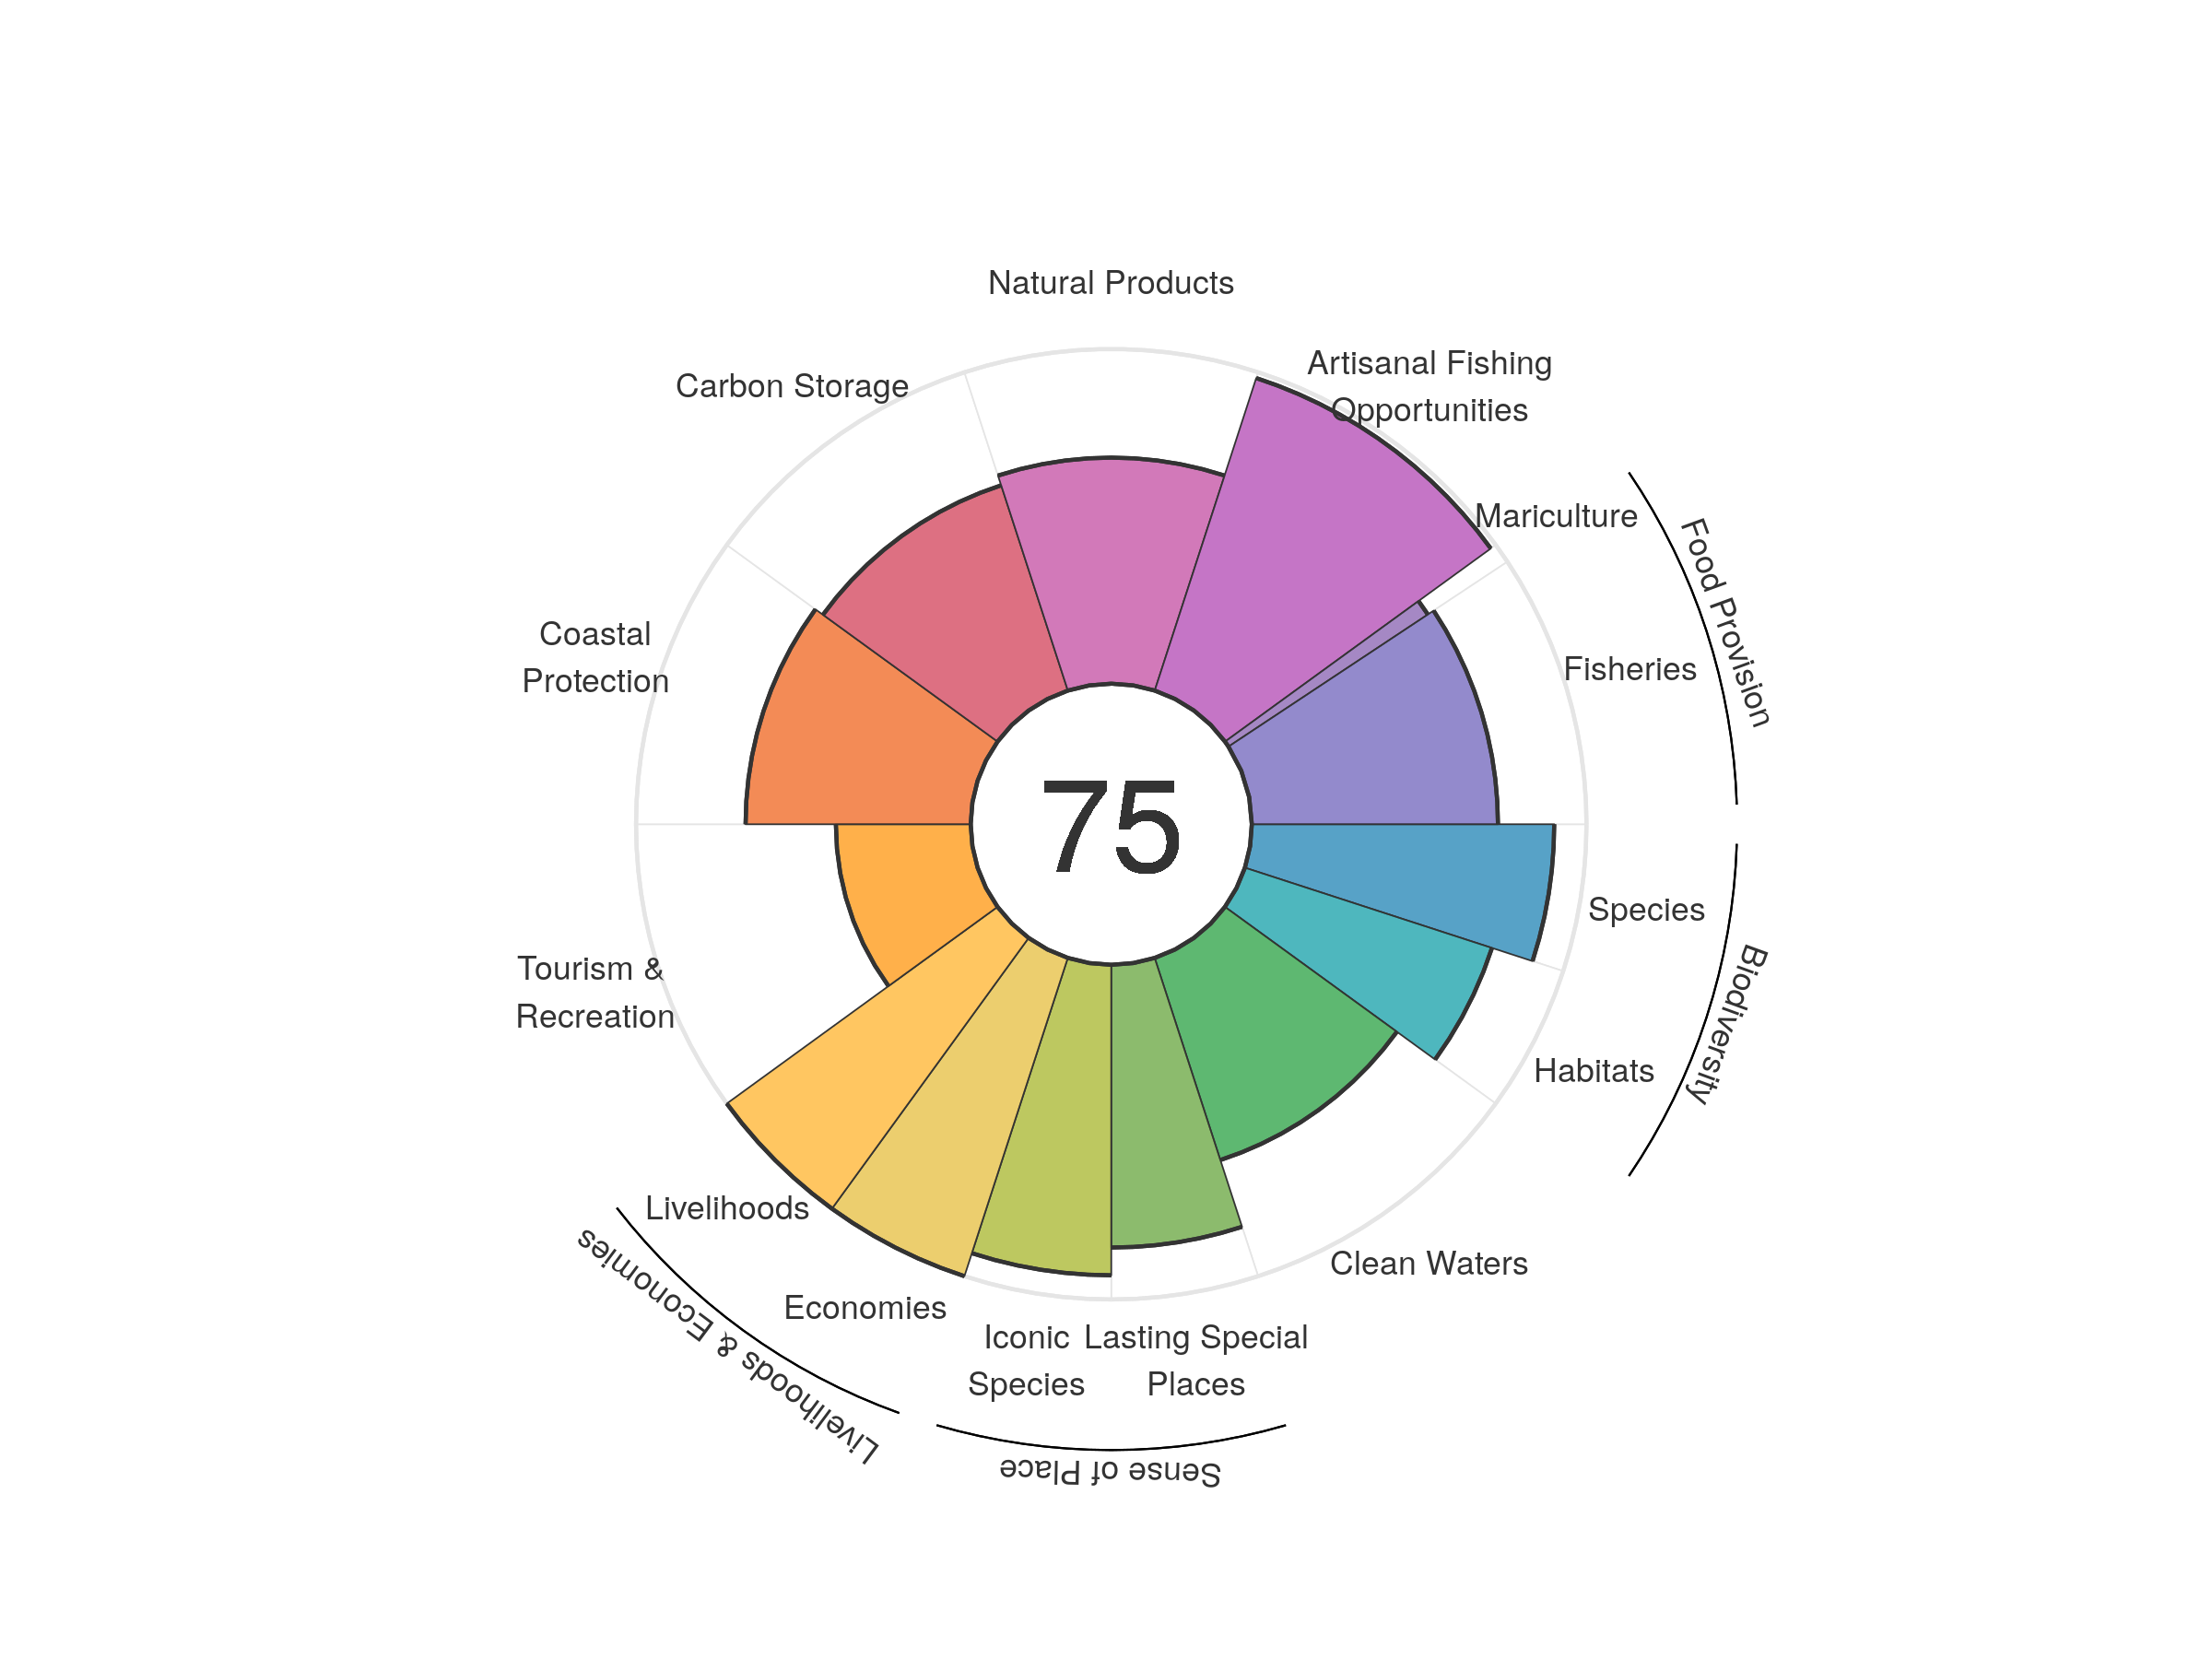 Natural Products
Artisanal Fishing
Opportunities
Carbon Storage
Mariculture
Food Provision
Fisheries
Coastal
Protection
75
Species
Biodiversity
Tourism &
Recreation
Habitats
Livelihoods
Clean Waters
Livelihoods & Economies
Economies
Iconic
Species
Lasting Special
Places
Sense of Place